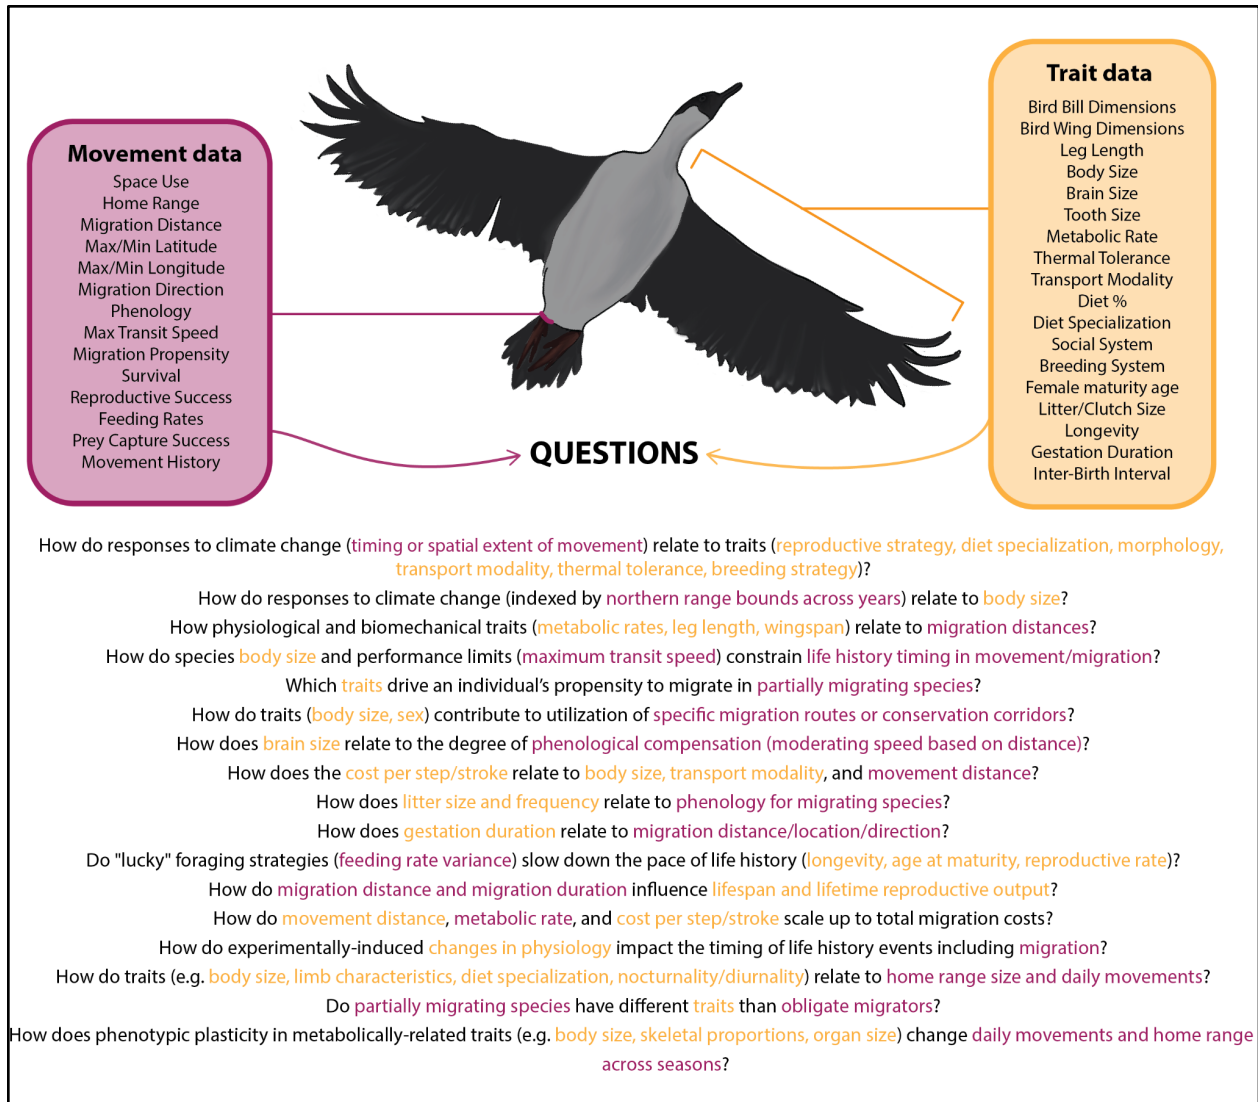 Movement data
Space Use
Home Range
Migration Distance
Max/Min Latitude
Max/Min Longitude
Migration Direction
Phenology
Max Transit Speed
Migration Propensity
Survival
Reproductive Success
Feeding Rates
Prey Capture Success
Movement History
Trait data
Bird Bill Dimensions
Bird Wing Dimensions
Leg Length
Body Size
Brain Size
Tooth Size
Metabolic Rate
Thermal Tolerance
Transport Modality
Diet %
Diet Specialization
Social System
Breeding System
Female maturity age
Litter/Clutch Size
Longevity
Gestation Duration
Inter-Birth Interval
QUESTIONS
How do responses to climate change (timing or spatial extent of movement) relate to traits (reproductive strategy, diet specialization, morphology,
transport modality, thermal tolerance, breeding strategy)?
How do responses to climate change (indexed by northern range bounds across years) relate to body size?
How physiological and biomechanical traits (metabolic rates, leg length, wingspan) relate to migration distances?
How do species body size and performance limits (maximum transit speed) constrain life history timing in movement/migration?
Which traits drive an individual's propensity to migrate in partially migrating species?
How do traits (body size, sex) contribute to utilization of specific migration routes or conservation corridors?
How does brain size relate to the degree of phenological compensation (moderating speed based on distance)?
How does the cost per step/stroke relate to body size, transport modality, and movement distance?
How does litter size and frequency relate to phenology for migrating species?
How does gestation duration relate to migration distance/location/direction?
Do "lucky" foraging strategies (feeding rate variance) slow down the pace of life history (longevity, age at maturity, reproductive rate)?
How do migration distance and migration duration influence lifespan and lifetime reproductive output?
How do movement distance, metabolic rate, and cost per step/stroke scale up to total migration costs?
How do experimentally-induced changes in physiology impact the timing of life history events including migration?
How do traits (e.g. body size, limb characteristics, diet specialization, nocturnality/diurnality) relate to home range size and daily movements?
Do partially migrating species have different traits than obligate migrators?
How does phenotypic plasticity in metabolically-related traits (e.g. body size, skeletal proportions, organ size) change daily movements and home range
across seasons?